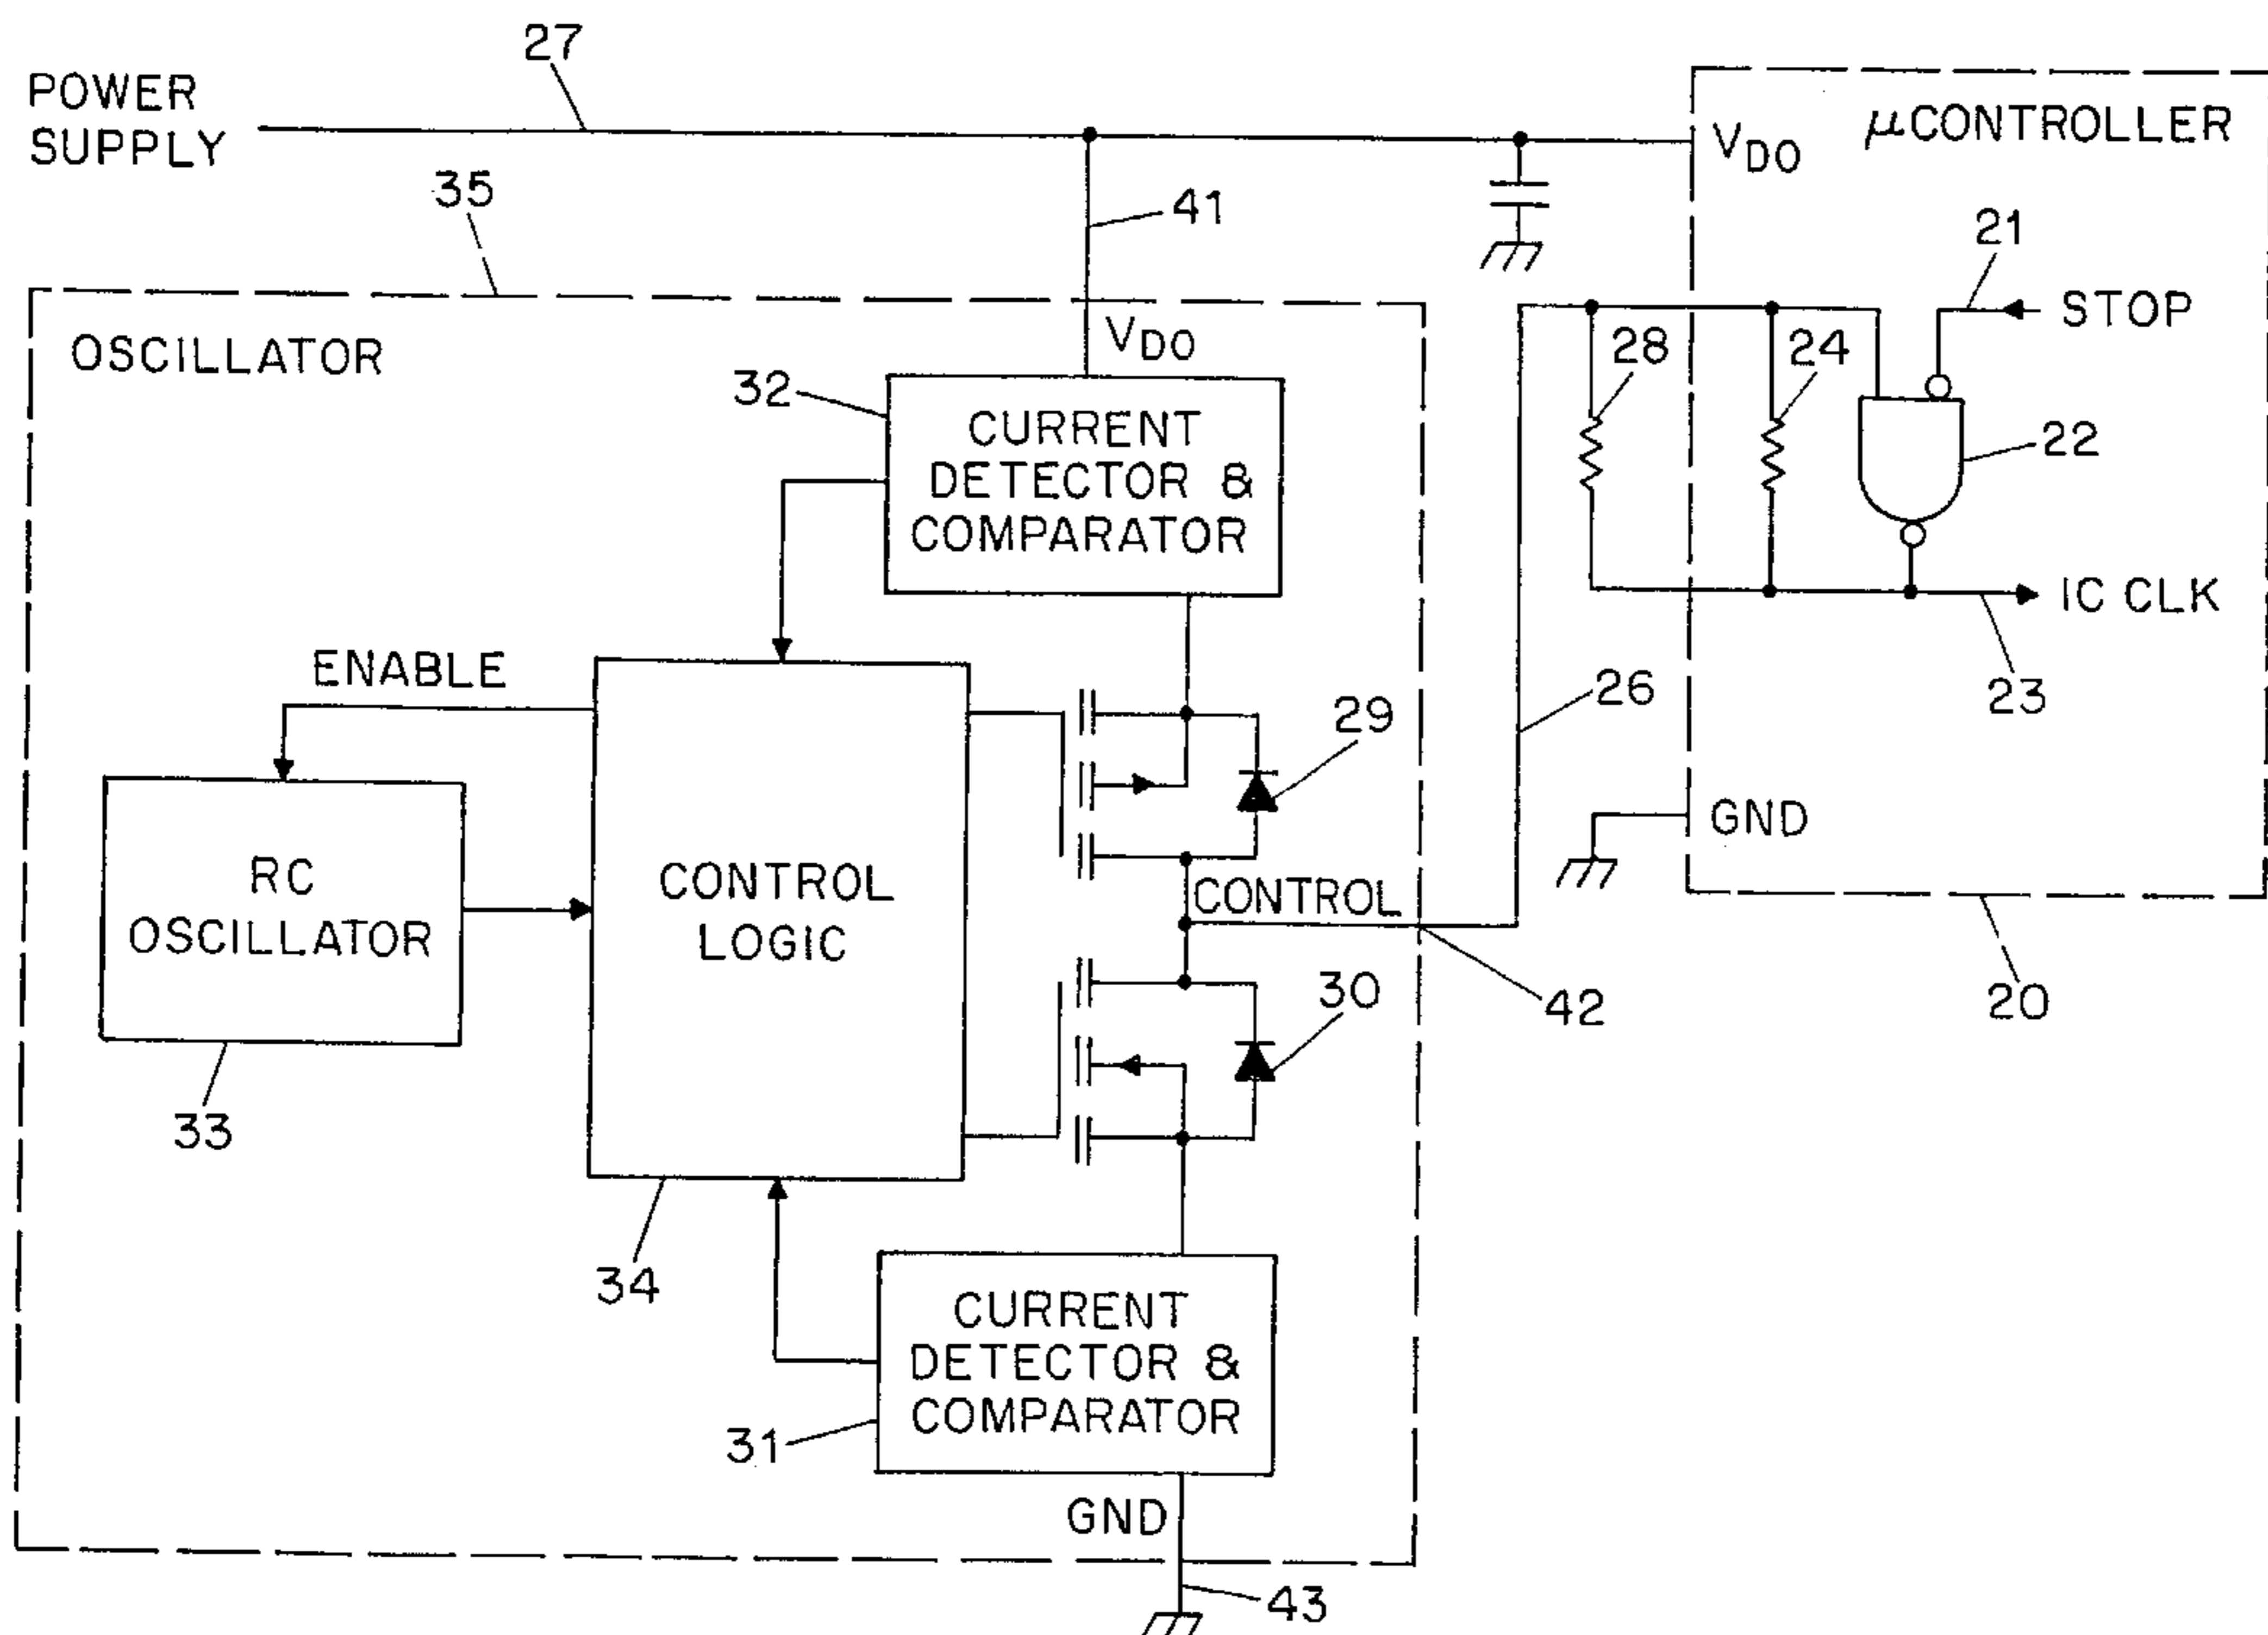 27
POWER
SUPPLY
μCONTROLLER
VDO
35
41
21
STOP
OSCILLATOR
VDO
28
24
32
22
CURRENT
DETECTOR &
COMPARATOR
IC CLK
ENABLE
26
23
29
GND
RC
OSCILLATOR
CONTROL
LOGIC
CONTROL
30
42
20
33
34
CURRENT
DETECTOR &
COMPARATOR
31
GND
43